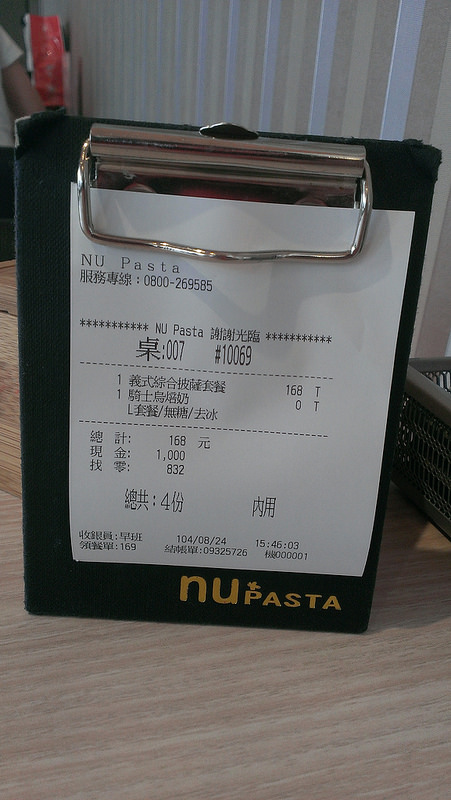 NU Pasta
服務專線：0800-269585
*********** NU Pasta 謝謝光臨 ***********
桌:007 #10069
1 義式綜合披薩套餐 168 T
1 騎士烏焙奶 0 T
L套餐/無糖/去冰
總 計: 168 元
現 金: 1,000
找 零: 832
總共：4份 內用
收銀員:早班 104/08/24 15:46:03
領餐單:169 結帳單:09325726 機000001
nu PASTA